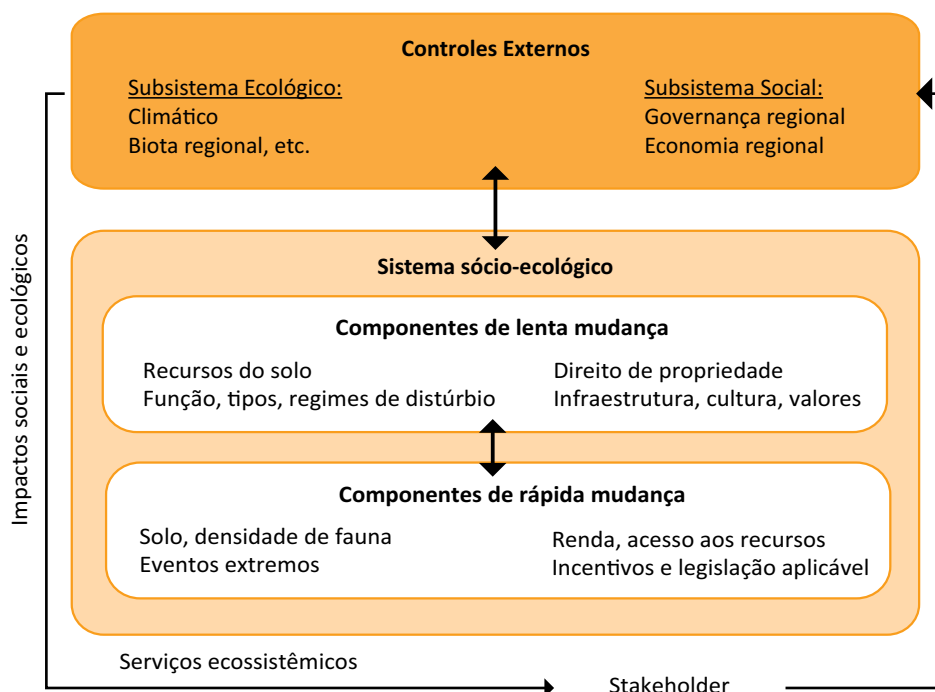 Controles Externos
Subsistema Ecológico:
Climático
Biota regional, etc.
Subsistema Social:
Governança regional
Economia regional
Impactos sociais e ecológicos
Sistema sócio-ecológico
Componentes de lenta mudança
Recursos do solo
Função, tipos, regimes de distúrbio
Direito de propriedade
Infraestrutura, cultura, valores
Componentes de rápida mudança
Solo, densidade de fauna
Eventos extremos
Renda, acesso aos recursos
Incentivos e legislação aplicável
Serviços ecossistêmicos
Stakeholder